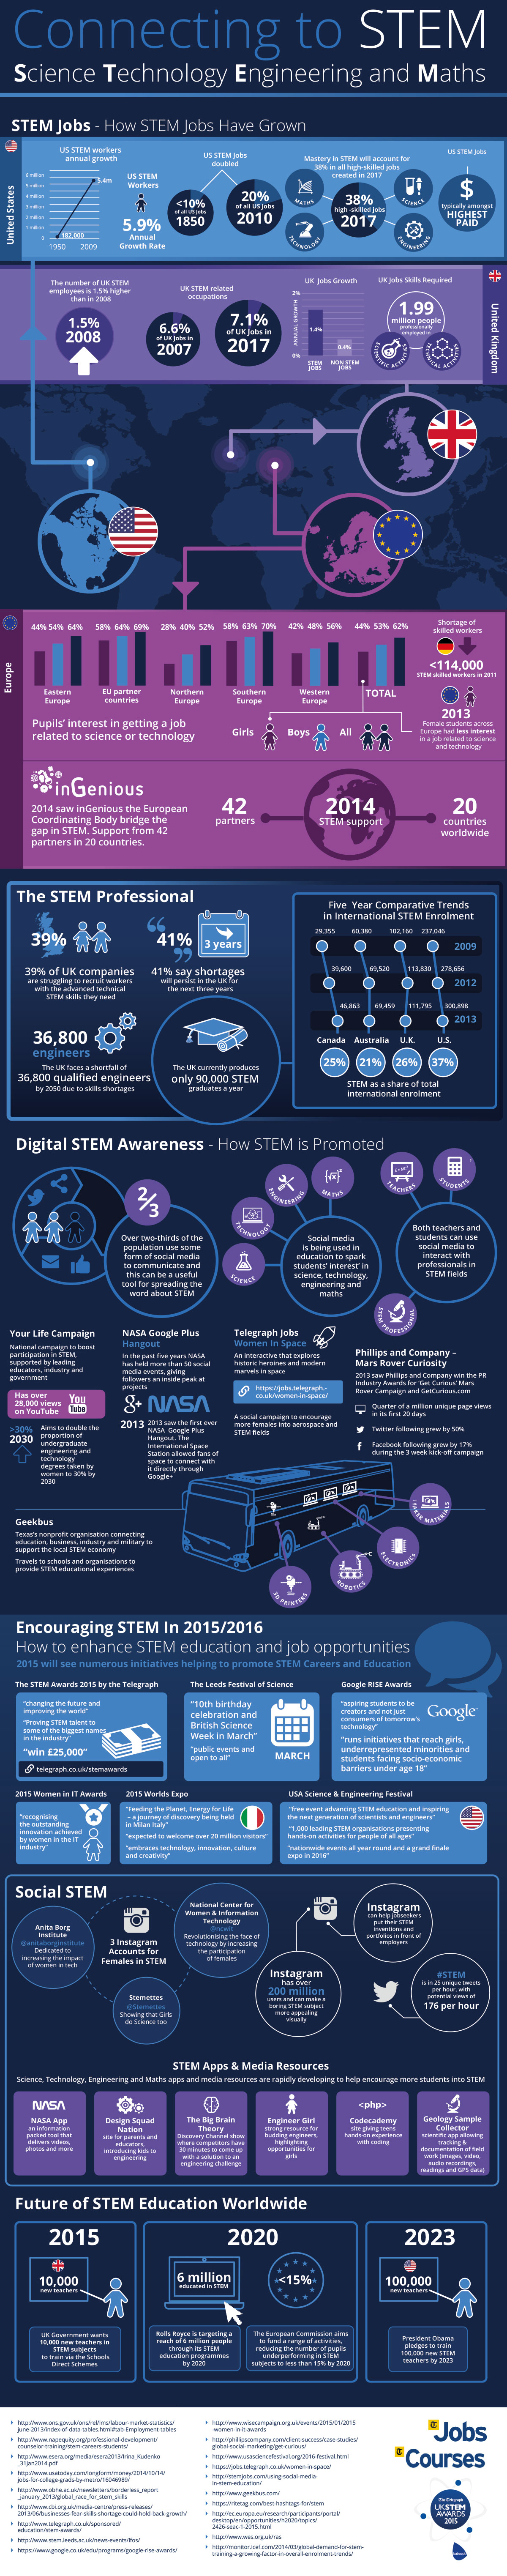 Connecting to STEM
Science Technology Engineering and Maths
STEM Jobs - How STEM Jobs Have Grown
United States
US STEM workers
annual growth
6 million
5 million
4 million
3 million
2 million
1 million
0
5.4m
182,000
1950 2009
US STEM
Workers
5.9%
Annual
Growth Rate
US STEM Jobs
doubled
<10%
of all US Jobs
1850
20%
of all US Jobs
2010
Mastery in STEM will account for
38% in all high-skilled jobs
created in 2017
MATHS
SCIENCE
TECHNOLOGY
ENGINEERING
38%
high -skilled jobs
2017
US STEM Jobs
$
typically amongst
HIGHEST
PAID
United Kingdom
The number of UK STEM
employees is 1.5% higher
than in 2008
1.5%
2008
UK STEM related
occupations
6.6%
of UK Jobs in
2007
7.1%
of UK Jobs in
2017
UK Jobs Growth
ANNUAL GROWTH
2%
0%
1.4%
0.4%
STEM
JOBS
NON STEM
JOBS
UK Jobs Skills Required
1.99
million people
professionally
employed in
SCIENTIFIC ACTIVITIES
TECHNICAL ACTIVITIES
Europe
44% 54% 64%
58% 64% 69%
28% 40% 52%
58% 63% 70%
42% 48% 56%
44% 53% 62%
Eastern
Europe
EU partner
countries
Northern
Europe
Southern
Europe
Western
Europe
TOTAL
Pupils' interest in getting a job
related to science or technology
Girls
Boys
All
Shortage of
skilled workers
<114,000
STEM skilled workers in 2011
2013
Female students across
Europe had less interest
in a job related to science
and technology
inGenious
2014 saw inGenious the European
Coordinating Body bridge the
gap in STEM. Support from 42
partners in 20 countries.
42
partners
2014
STEM support
20
countries
worldwide
The STEM Professional
39%
39% of UK companies
are struggling to recruit workers
with the advanced technical
STEM skills they need
41%
3 years
41% say shortages
will persist in the UK for
the next three years
36,800
engineers
The UK faces a shortfall of
36,800 qualified engineers
by 2050 due to skills shortages
The UK currently produces
only 90,000 STEM
graduates a year
Five Year Comparative Trends
in International STEM Enrolment
29,355 60,380 102,160 237,046
2009
39,600 69,520 113,830 278,656
2012
46,863 69,459 111,795 300,898
2013
Canada Australia U.K. U.S.
25% 21% 26% 37%
STEM as a share of total
international enrolment
Digital STEM Awareness - How STEM is Promoted
2/3
Over two-thirds of the
population use some
form of social media
to communicate and
this can be a useful
tool for spreading the
word about STEM
ENGINEERING
MATHS
TECHNOLOGY
SCIENCE
Social media
is being used in
education to spark
students' interest' in
science, technology,
engineering and
maths
TEACHERS
STUDENTS
STEM PROFESSIONAL
Both teachers and
students can use
social media to
interact with
professionals in
STEM fields
Your Life Campaign
National campaign to boost
participation in STEM,
supported by leading
educators, industry and
government
Has over
28,000 views
on YouTube
You
Tube
>30%
2030
Aims to double the
proportion of
undergraduate
engineering and
technology
degrees taken by
women to 30% by
2030
NASA Google Plus
Hangout
In the past five years NASA
has held more than 50 social
media events, giving
followers an inside peak at
projects
g+ NASA
2013
2013 saw the first ever
NASA Google Plus
Hangout. The
International Space
Station allowed fans of
space to connect with
it directly through
Google+
Telegraph Jobs
Women In Space
An interactive that explores
historic heroines and modern
marvels in space
https://jobs.telegraph.-
co.uk/women-in-space/
A social campaign to encourage
more females into aerospace and
STEM fields
Phillips and Company –
Mars Rover Curiosity
2013 saw Phillips and Company win the PR
Industry Awards for 'Get Curious' Mars
Rover Campaign and GetCurious.com
Quarter of a million unique page views
in its first 20 days
Twitter following grew by 50%
Facebook following grew by 17%
during the 3 week kick-off campaign
Geekbus
Texas's nonprofit organisation connecting
education, business, industry and military to
support the local STEM economy
Travels to schools and organisations to
provide STEM educational experiences
MAKER MATERIALS
ELECTRONICS
ROBOTICS
3D PRINTERS
Encouraging STEM In 2015/2016
How to enhance STEM education and job opportunities
2015 will see numerous initiatives helping to promote STEM Careers and Education
The STEM Awards 2015 by the Telegraph
"changing the future and
improving the world"
"Proving STEM talent to
some of the biggest names
in the industry"
"win £25,000"
telegraph.co.uk/stemawards
The Leeds Festival of Science
"10th birthday
celebration and
British Science
Week in March"
"public events and
open to all"
MARCH
Google RISE Awards
"aspiring students to be
creators and not just
consumers of tomorrow's
technology"
Google
"runs initiatives that reach girls,
underrepresented minorities and
students facing socio-economic
barriers under age 18"
2015 Women in IT Awards
"recognising
the outstanding
innovation achieved
by women in the IT
industry"
2015 Worlds Expo
"Feeding the Planet, Energy for Life
– a journey of discovery being held
in Milan Italy"
"expected to welcome over 20 million visitors"
"embraces technology, innovation, culture
and creativity"
USA Science & Engineering Festival
"free event advancing STEM education and inspiring
the next generation of scientists and engineers"
"1,000 leading STEM organisations presenting
hands-on activities for people of all ages"
"nationwide events all year round and a grand finale
expo in 2016"
Social STEM
Anita Borg
Institute
@anitaborginstitute
Dedicated to
increasing the impact
of women in tech
3 Instagram
Accounts for
Females in STEM
National Center for
Women & Information
Technology
@ncwit
Revolutionising the face of
technology by increasing
the participation
of females
Stemettes
@Stemettes
Showing that Girls
do Science too
Instagram
has over
200 million
users and can make a
boring STEM subject
more appealing
visually
Instagram
can help jobseekers
put their STEM
inventions and
portfolios in front of
employers
#STEM
is in 25 unique tweets
per hour, with
potential views of
176 per hour
STEM Apps & Media Resources
Science, Technology, Engineering and Maths apps and media resources are rapidly developing to help encourage more students into STEM
NASA
NASA App
an information
packed tool that
delivers videos,
photos and more
Design Squad
Nation
site for parents and
educators,
introducing kids to
engineering
The Big Brain
Theory
Discovery Channel show
where competitors have
30 minutes to come up
with a solution to an
engineering challenge
Engineer Girl
strong resource for
budding engineers,
highlighting
opportunities for
girls
<php>
Codecademy
site giving teens
hands-on experience
with coding
Geology Sample
Collector
scientific app allowing
tracking &
documentation of field
work (images, video,
audio recordings,
readings and GPS data)
Future of STEM Education Worldwide
2015
10,000
new teachers
UK Government wants
10,000 new teachers in
STEM subjects
to train via the Schools
Direct Schemes
2020
6 million
educated in STEM
Rolls Royce is targeting a
reach of 6 million people
through its STEM
education programmes
by 2020
<15%
The European Commission aims
to fund a range of activities,
reducing the number of pupils
underperforming in STEM
subjects to less than 15% by 2020
2023
100,000
new teachers
President Obama
pledges to train
100,000 new STEM
teachers by 2023
http://www.ons.gov.uk/ons/rel/lms/labour-market-statistics/
june-2013/index-of-data-tables.html#tab-Employment-tables
http://www.napequity.org/professional-development/
counselor-training/stem-careers-students/
http://www.esera.org/media/esera2013/Irina_Kudenko
_31Jan2014.pdf
http://www.usatoday.com/longform/money/2014/10/14/
jobs-for-college-grads-by-metro/16046989/
http://www.obhe.ac.uk/newsletters/borderless_report
_january_2013/global_race_for_stem_skills
http://www.cbi.org.uk/media-centre/press-releases/
2013/06/businesses-fear-skills-shortage-could-hold-back-growth/
http://www.telegraph.co.uk/sponsored/
education/stem-awards/
http://www.stem.leeds.ac.uk/news-events/lfos/
https://www.google.co.uk/edu/programs/google-rise-awards/
http://www.wisecampaign.org.uk/events/2015/01/2015
-women-in-it-awards
http://phillipscompany.com/client-success/case-studies/
global-social-marketing/get-curious/
http://www.usasciencefestival.org/2016-festival.html
https://jobs.telegraph.co.uk/women-in-space/
http://stemjobs.com/using-social-media-
in-stem-education/
http://www.geekbus.com/
https://ritetag.com/best-hashtags-for/stem
http://ec.europa.eu/research/participants/portal/
desktop/en/opportunities/h2020/topics/
2426-seac-1-2015.html
http://www.wes.org.uk/ras
http://monitor.icef.com/2014/03/global-demand-for-stem-
training-a-growing-factor-in-overall-enrolment-trends/
Jobs
Courses
The Telegraph
UKSTEM
AWARDS
2015